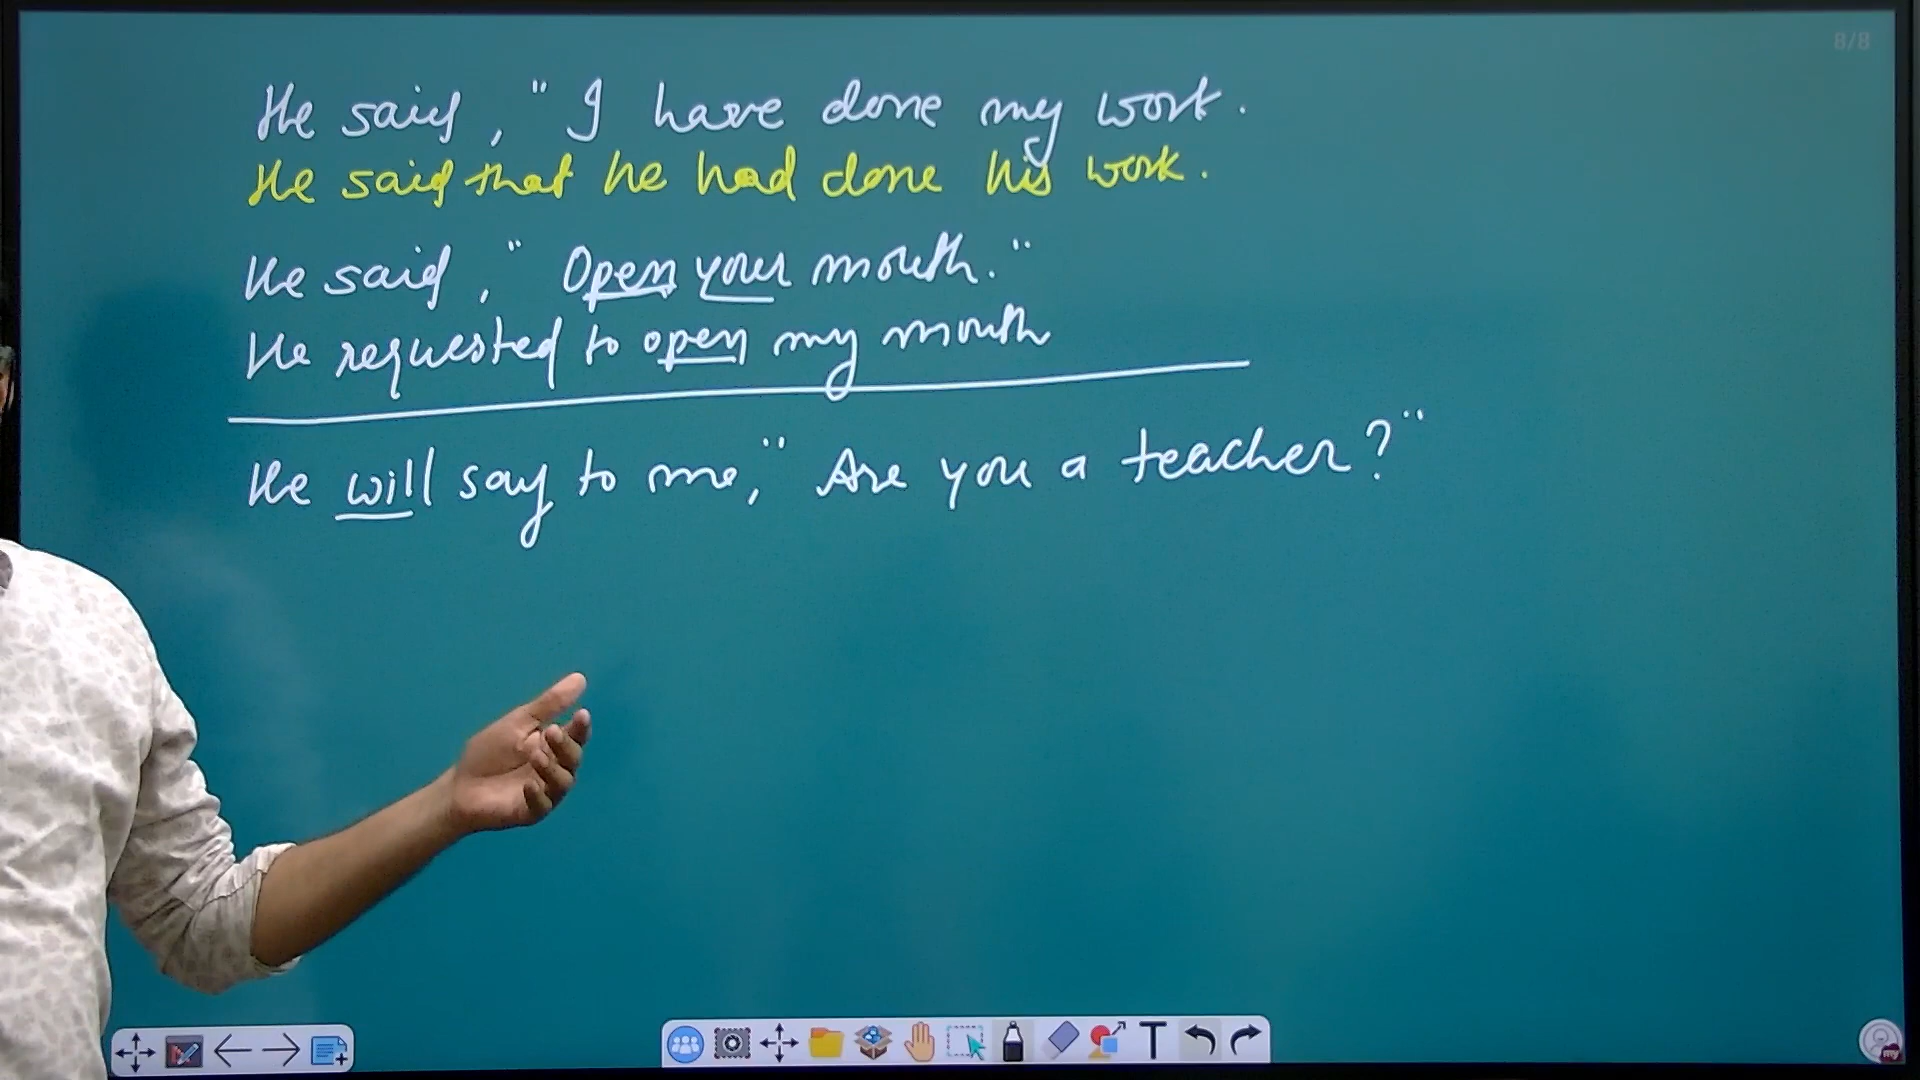 8/8
He said, " I have done my work.
He said that he had done his work.
He said, " Open your mouth."
He requested to open my mouth
He will say to me, " Are you a teacher?"
T
my